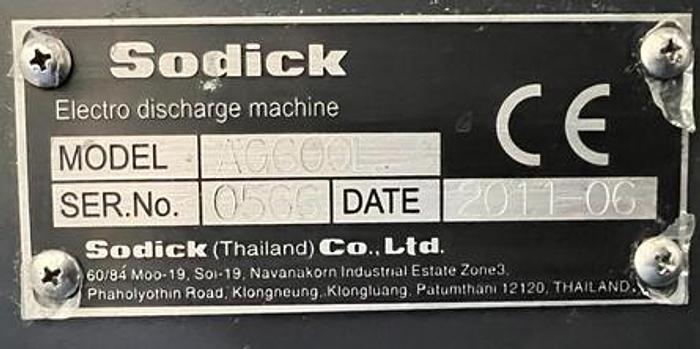 Sodick
Electro discharge machine
CE
MODEL AG600L
SER.No. 0566 DATE 2011-06
Sodick (Thailand) Co., Ltd.
60/84 Moo-19, Soi-19, Navanakorn Industrial Estate Zone3,
Phaholyothin Road, Klongneung, Klongluang, Patumthani 12120, THAILAND.